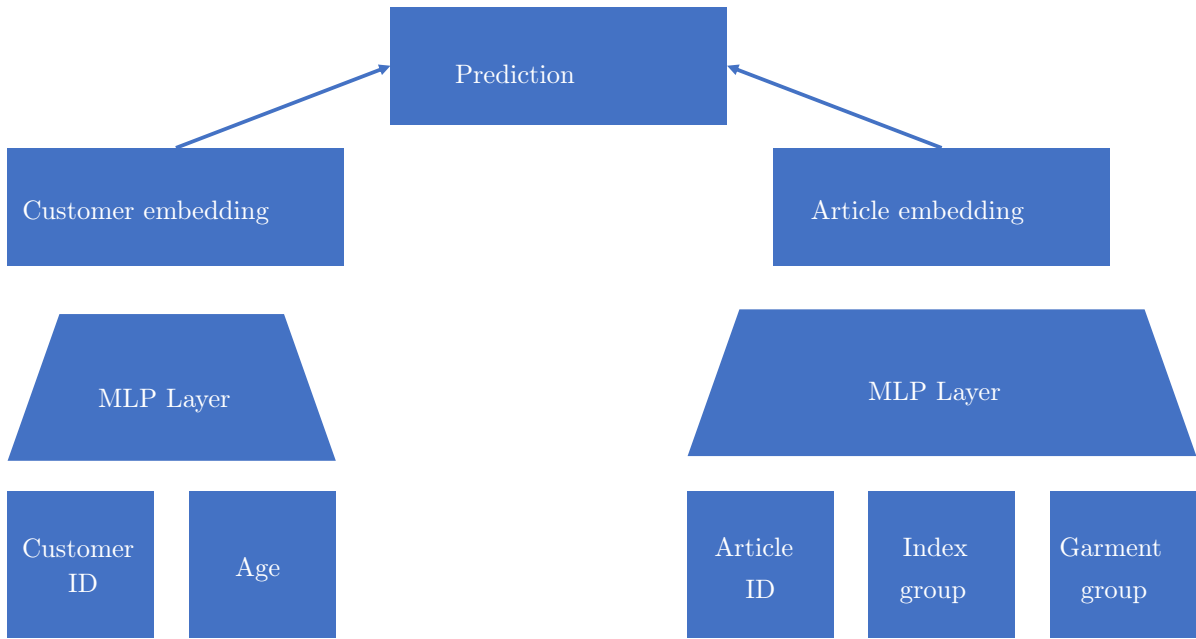 Prediction
Customer embedding
Article embedding
MLP Layer
MLP Layer
Customer
ID
Age
Article
ID
Index
group
Garment
group